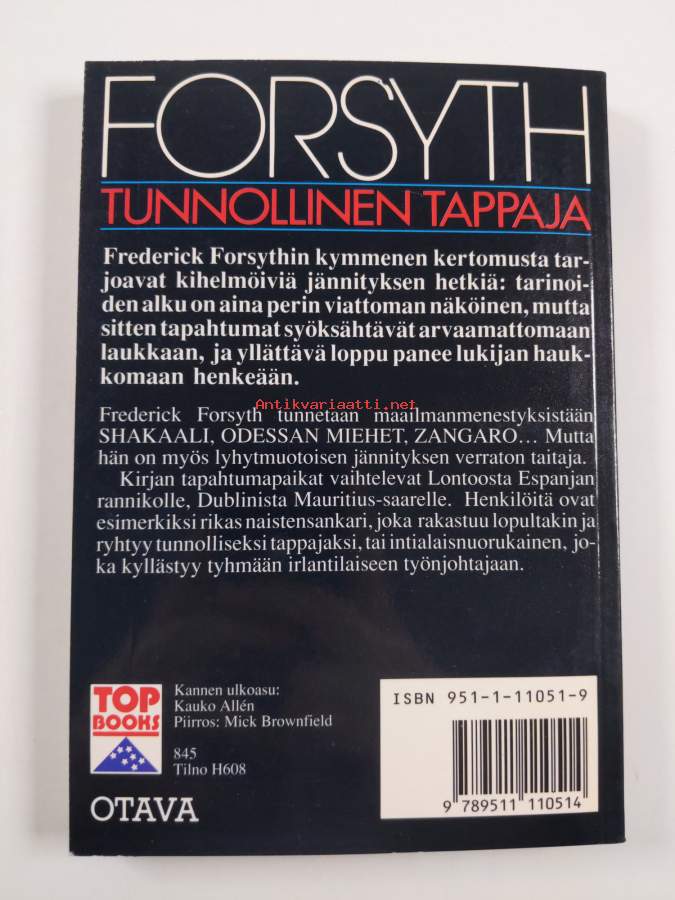 FORSYTH
TUNNOLLINEN TAPPAJA
Frederick Forsythin kymmenen kertomusta tar-
joavat kihelmöiviä jännityksen hetkiä: tarinoi-
den alku on aina perin viattoman näköinen, mutta
sitten tapahtumat syöksähtävät arvaamattomaan
laukkaan, ja yllättävä loppu panee lukijan hauk-
komaan henkeään.
Antikvariaatti.net
Frederick Forsyth tunnetaan maailmanmenestyksistään
SHAKAALI, ODESSAN MIEHET, ZANGARO... Mutta
hän on myös lyhytmuotoisen jännityksen verraton taitaja.
Kirjan tapahtumapaikat vaihtelevat Lontoosta Espanjan
rannikolle, Dublinista Mauritius-saarelle. Henkilöitä ovat
esimerkiksi rikas naistensankari, joka rakastuu lopultakin ja
ryhtyy tunnolliseksi tappajaksi, tai intialaisnuorukainen, jo-
ka kyllästyy tyhmään irlantilaiseen työnjohtajaan.
TOP
BOOKS
Kannen ulkoasu:
Kauko Allén
Piirros: Mick Brownfield
845
Tilno H608
OTAVA
ISBN 951-1-11051-9
9 789511 110514